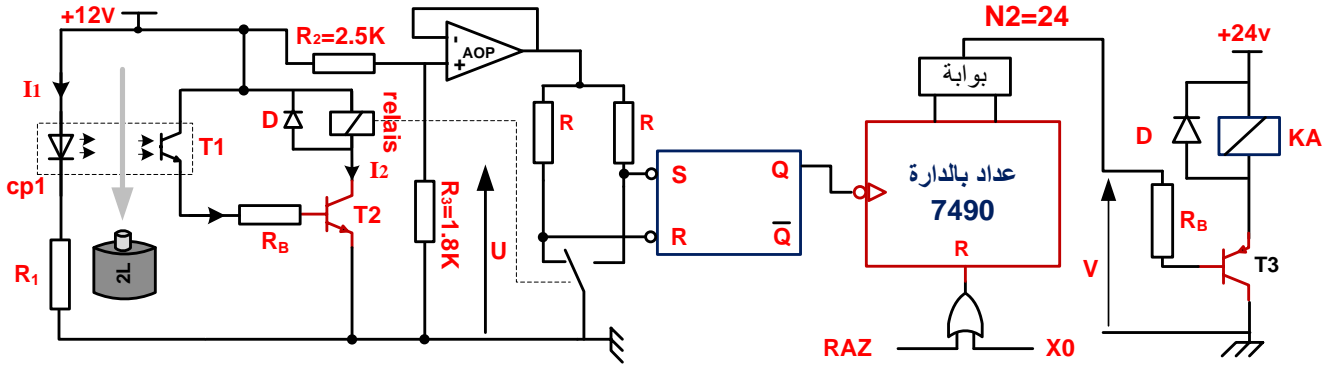 +12V
R2=2.5K
-
+
AOP
N2=24
+24v
بوابة
I1
T1
D
relais
R
R
D
KA
cp1
I2
S
Q
عداد بالدارة
7490
T2
R3=1.8K
RB
U
R
Q
R
RB
V
T3
R1
2L
RAZ
X0